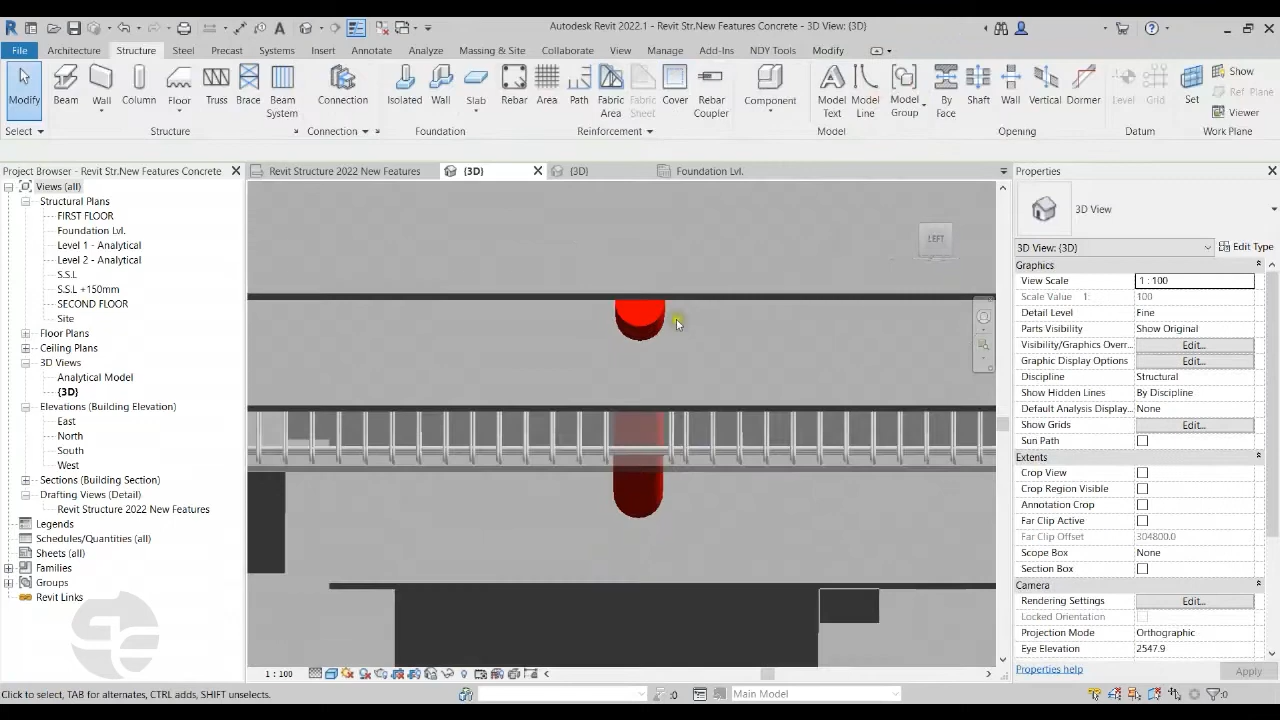 Autodesk Revit 2022.1 - Revit Str.New Features Concrete - 3D View: {3D}
File Architecture Structure Steel Precast Systems Insert Annotate Analyze Massing & Site Collaborate View Manage Add-Ins NDY Tools Modify
Modify Beam Wall Column Floor Truss Brace Beam System Connection Isolated Wall Slab Rebar Area Path Fabric Area Fabric Sheet Cover Rebar Coupler Component Model Text Model Line Model Group By Face Shaft Wall Vertical Dormer Level Grid Set Show Ref Plane Viewer
Select Structure Connection Foundation Reinforcement Model Opening Datum Work Plane
Project Browser - Revit Str.New Features Concrete
Revit Structure 2022 New Features
{3D}
{3D}
Foundation Lvl.
Views (all)
Structural Plans
FIRST FLOOR
Foundation Lvl.
Level 1 - Analytical
Level 2 - Analytical
S.S.L
S.S.L +150mm
SECOND FLOOR
Site
Floor Plans
Ceiling Plans
3D Views
Analytical Model
{3D}
Elevations (Building Elevation)
East
North
South
West
Sections (Building Section)
Drafting Views (Detail)
Revit Structure 2022 New Features
Legends
Schedules/Quantities (all)
Sheets (all)
Families
Groups
Revit Links
LEFT
Properties
3D View
3D View: {3D} Edit Type
Graphics
View Scale 1 : 100
Scale Value 1: 100
Detail Level Fine
Parts Visibility Show Original
Visibility/Graphics Overr... Edit...
Graphic Display Options Edit...
Discipline Structural
Show Hidden Lines By Discipline
Default Analysis Display... None
Show Grids Edit...
Sun Path
Extents
Crop View
Crop Region Visible
Annotation Crop
Far Clip Active
Far Clip Offset 304800.0
Scope Box None
Section Box
Camera
Rendering Settings Edit...
Locked Orientation
Projection Mode Orthographic
Eye Elevation 2547.9
Properties help Apply
1 : 100
Click to select, TAB for alternates, CTRL adds, SHIFT unselects.
:0
Main Model
:0